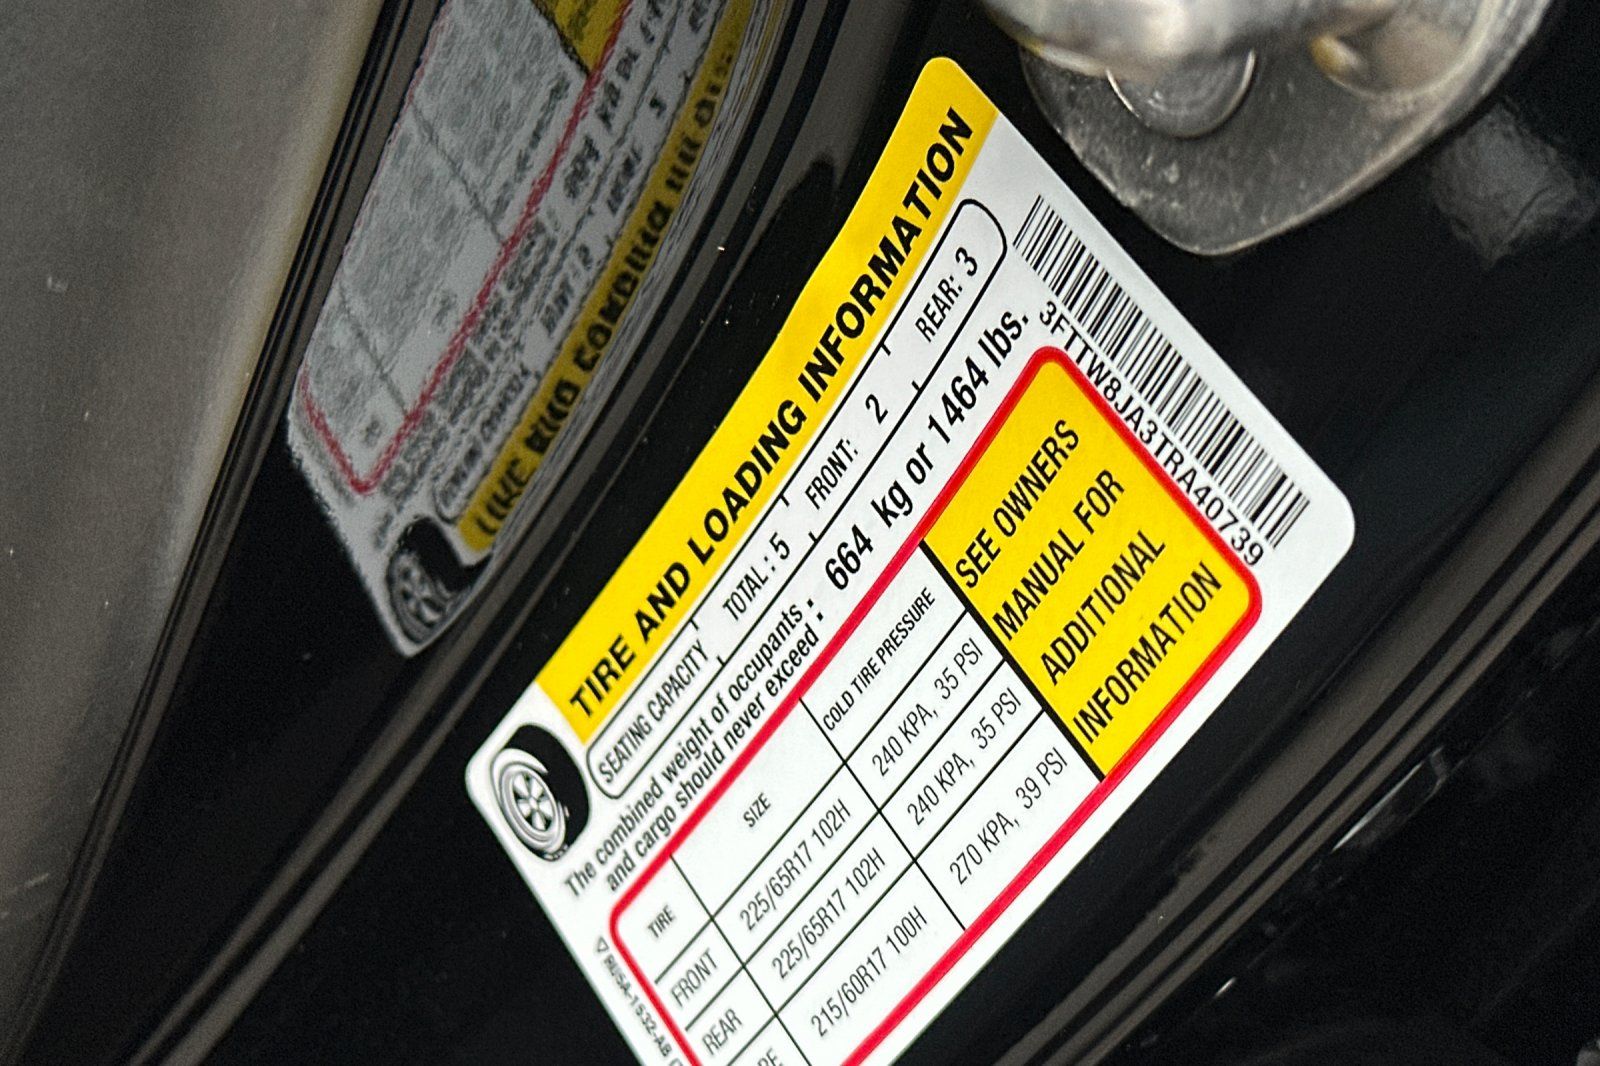 TIRE AND LOADING INFORMATION
SEATING CAPACITY TOTAL: 5 FRONT: 2 REAR: 3
The combined weight of occupants
and cargo should never exceed: 664 kg or 1464 lbs.
3FTTW8JA3TRA40739
TIRE SIZE COLD TIRE PRESSURE
FRONT 225/65R17 102H 240 KPA, 35 PSI
REAR 225/65R17 102H 240 KPA, 35 PSI
215/60R17 100H 270 KPA, 39 PSI
SEE OWNERS
MANUAL FOR
ADDITIONAL
INFORMATION
RU5A-1532-AB